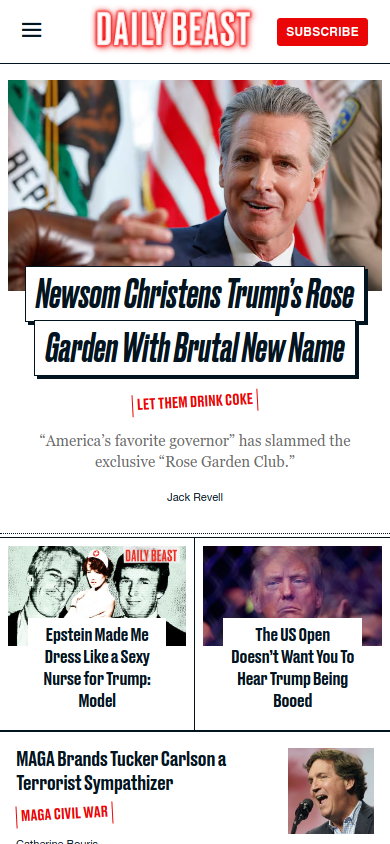 DAILY BEAST
SUBSCRIBE
REP
Newsom Christens Trump's Rose
Garden With Brutal New Name
LET THEM DRINK COKE
“America’s favorite governor” has slammed the
exclusive “Rose Garden Club.”
Jack Revell
DAILY BEAST
Epstein Made Me
Dress Like a Sexy
Nurse for Trump:
Model
The US Open
Doesn’t Want You To
Hear Trump Being
Booed
MAGA Brands Tucker Carlson a
Terrorist Sympathizer
MAGA CIVIL WAR